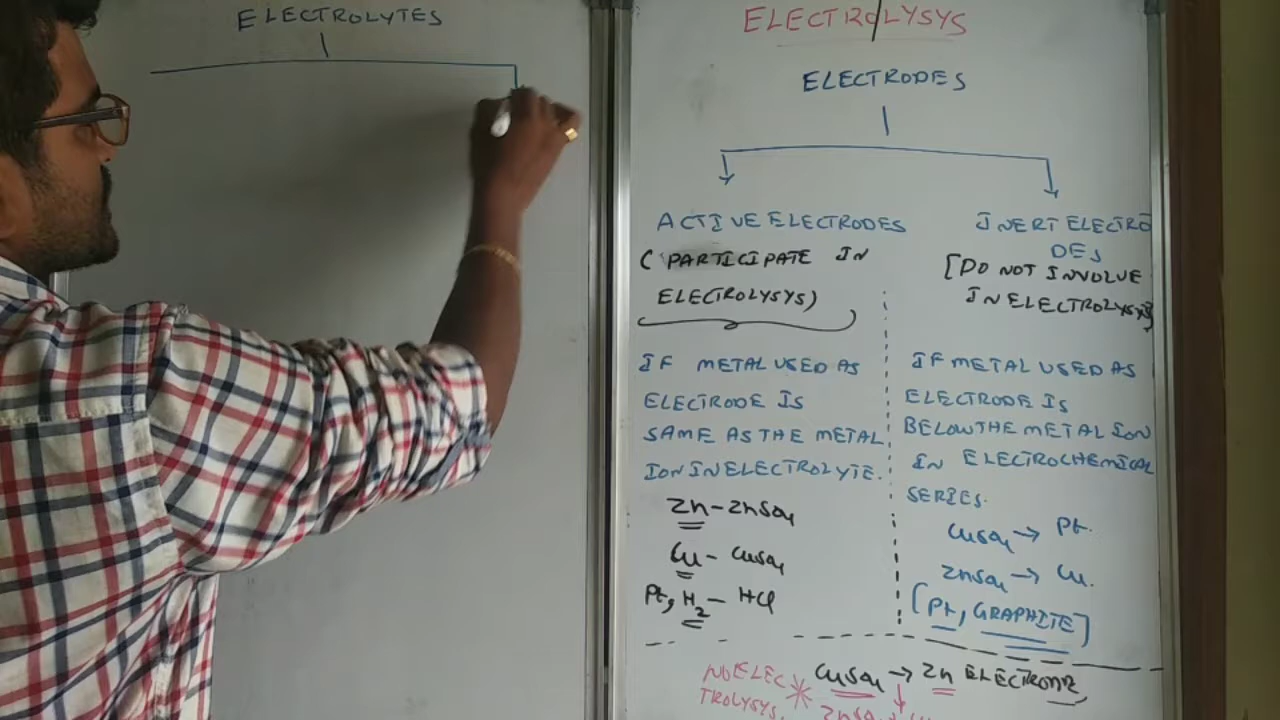 ELECTROLYTES
ELECTROLYSYS
ELECTRODES
ACTIVE ELECTRODES
( PARTICIPATE IN
ELECTROLYSYS)
IF METAL USED AS
ELECTRODE IS
SAME AS THE METAL
ION IN ELECTROLYTE.
Zn - ZnSO4
Cu - CuSO4
Pt, H2 - HCl
INERT ELECTRO
DES
[DO NOT INVOLVE
IN ELECTROLYSYS]
IF METAL USED AS
ELECTRODE IS
BELOW THE METAL ION
IN ELECTROCHEMICAL
SERIES.
CuSO4 → Pt.
ZnSO4 → Cu.
[Pt, GRAPHITE]
NO ELEC
TROLYSYS.
CuSO4 → Zn